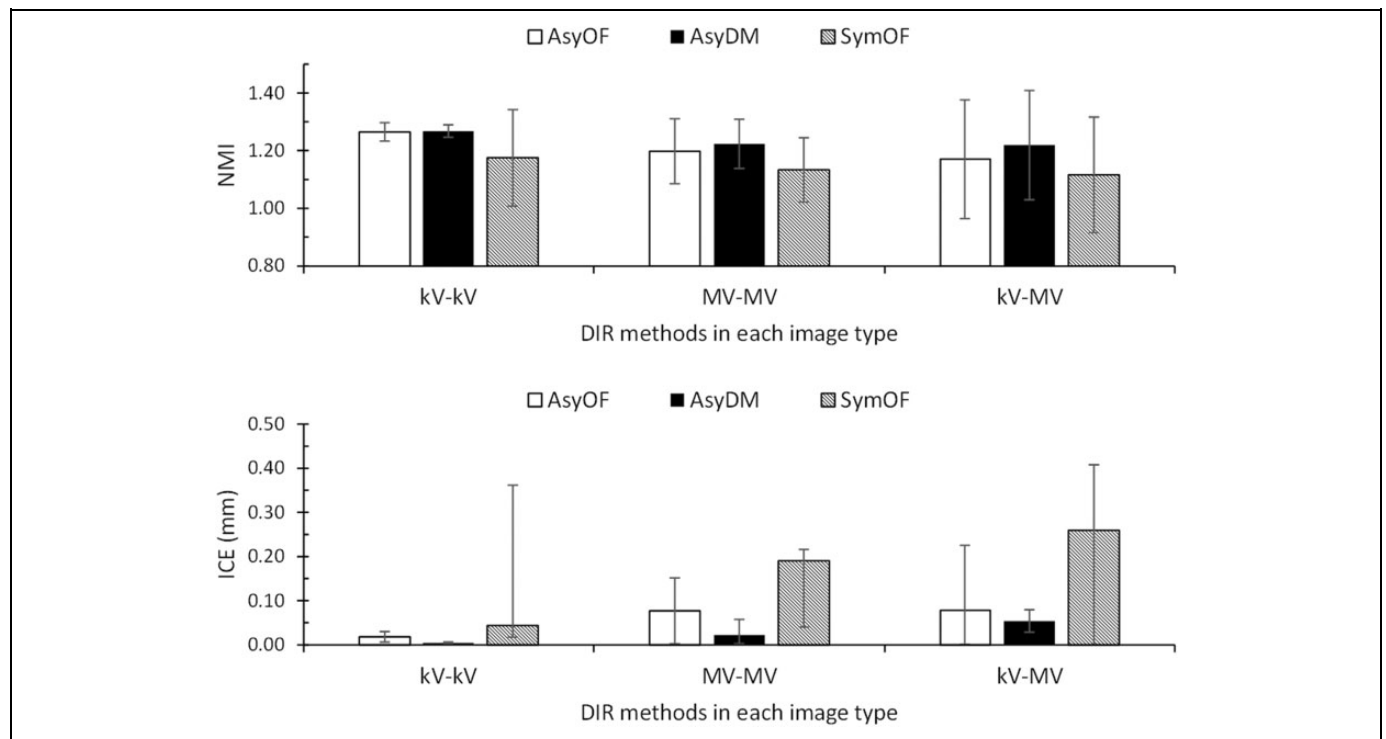 AsyOF AsyDM SymOF
1.40
1.20
1.00
0.80
NMI
kV-kV MV-MV kV-MV
DIR methods in each image type
AsyOF AsyDM SymOF
0.50
0.40
0.30
0.20
0.10
0.00
ICE (mm)
kV-kV MV-MV kV-MV
DIR methods in each image type